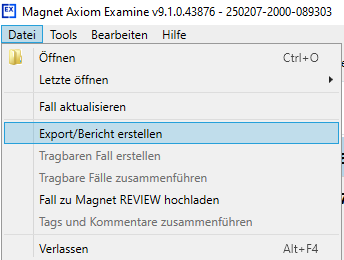 EX Magnet Axiom Examine v9.1.0.43876 - 250207-2000-089303
Datei Tools Bearbeiten Hilfe
Öffnen Ctrl+O
Letzte öffnen
Fall aktualisieren
Export/Bericht erstellen
Tragbaren Fall erstellen
Tragbare Fälle zusammenführen
Fall zu Magnet REVIEW hochladen
Tags und Kommentare zusammenführen
Verlassen Alt+F4